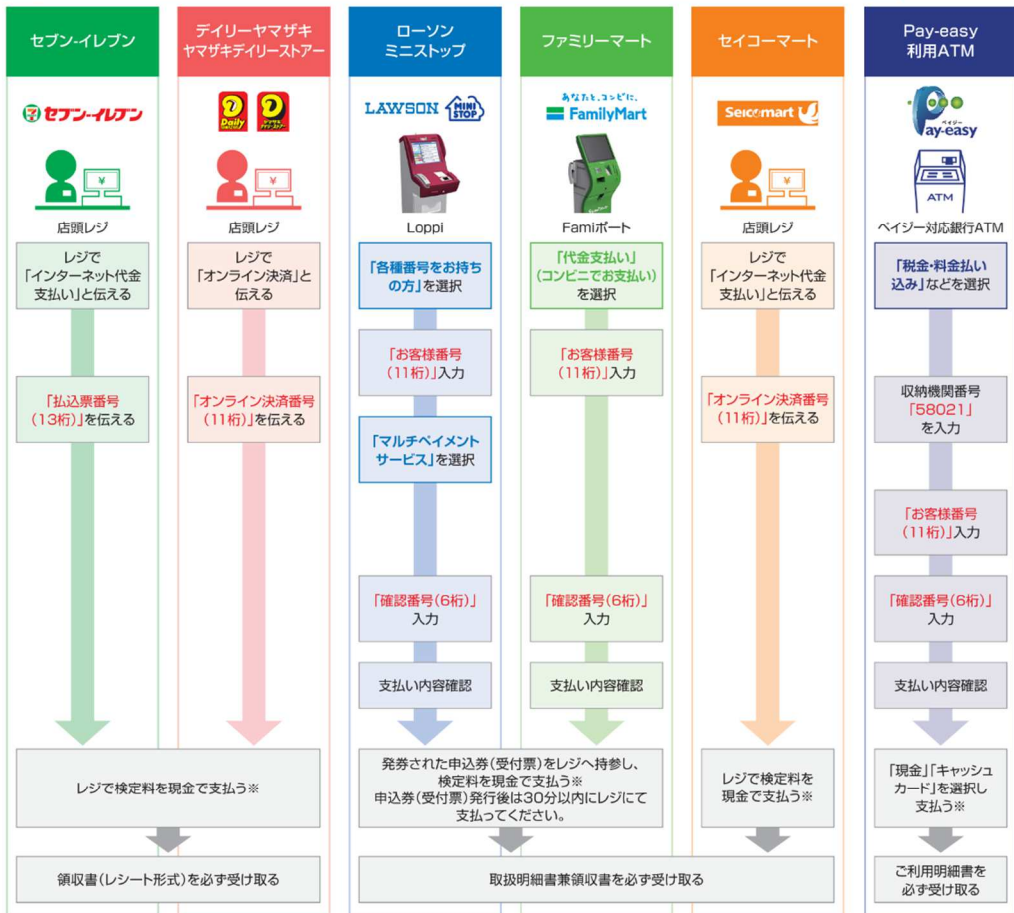 セブン-イレブン
デイリーヤマザキ
ヤマザキデイリーストアー
ローソン
ミニストップ
ファミリーマート
セイコーマート
Pay-easy
利用ATM
セブン-イレブン
Daily
LAWSON
MINI
STOP
あなたと、コンビに、
FamilyMart
Seicomart
ペイジー
Pay-easy
¥
¥
¥
ATM
店頭レジ
店頭レジ
Loppi
Famiポート
店頭レジ
ペイジー対応銀行ATM
レジで
「インターネット代金
支払い」と伝える
レジで
「オンライン決済」と
伝える
「各種番号をお持ち
の方」を選択
「代金支払い」
(コンビニでお支払い)
を選択
レジで
「インターネット代金
支払い」と伝える
「税金・料金払い
込み」などを選択
「お客様番号
(11桁)」入力
「お客様番号
(11桁)」入力
「払込票番号
(13桁)」を伝える
「オンライン決済番号
(11桁)」を伝える
「マルチペイメント
サービス」を選択
「オンライン決済番号
(11桁)」を伝える
収納機関番号
「58021」
を入力
「お客様番号
(11桁)」入力
「確認番号(6桁)」
入力
「確認番号(6桁)」
入力
「確認番号(6桁)」
入力
支払い内容確認
支払い内容確認
支払い内容確認
レジで検定料を現金で支払う※
発券された申込券(受付票)をレジへ持参し、
検定料を現金で支払う※
申込券(受付票)発行後は30分以内にレジにて
支払ってください。
レジで検定料を
現金で支払う※
「現金」「キャッシュ
カード」を選択し
支払う※
領収書(レシート形式)を必ず受け取る
取扱明細書兼領収書を必ず受け取る
ご利用明細書を
必ず受け取る